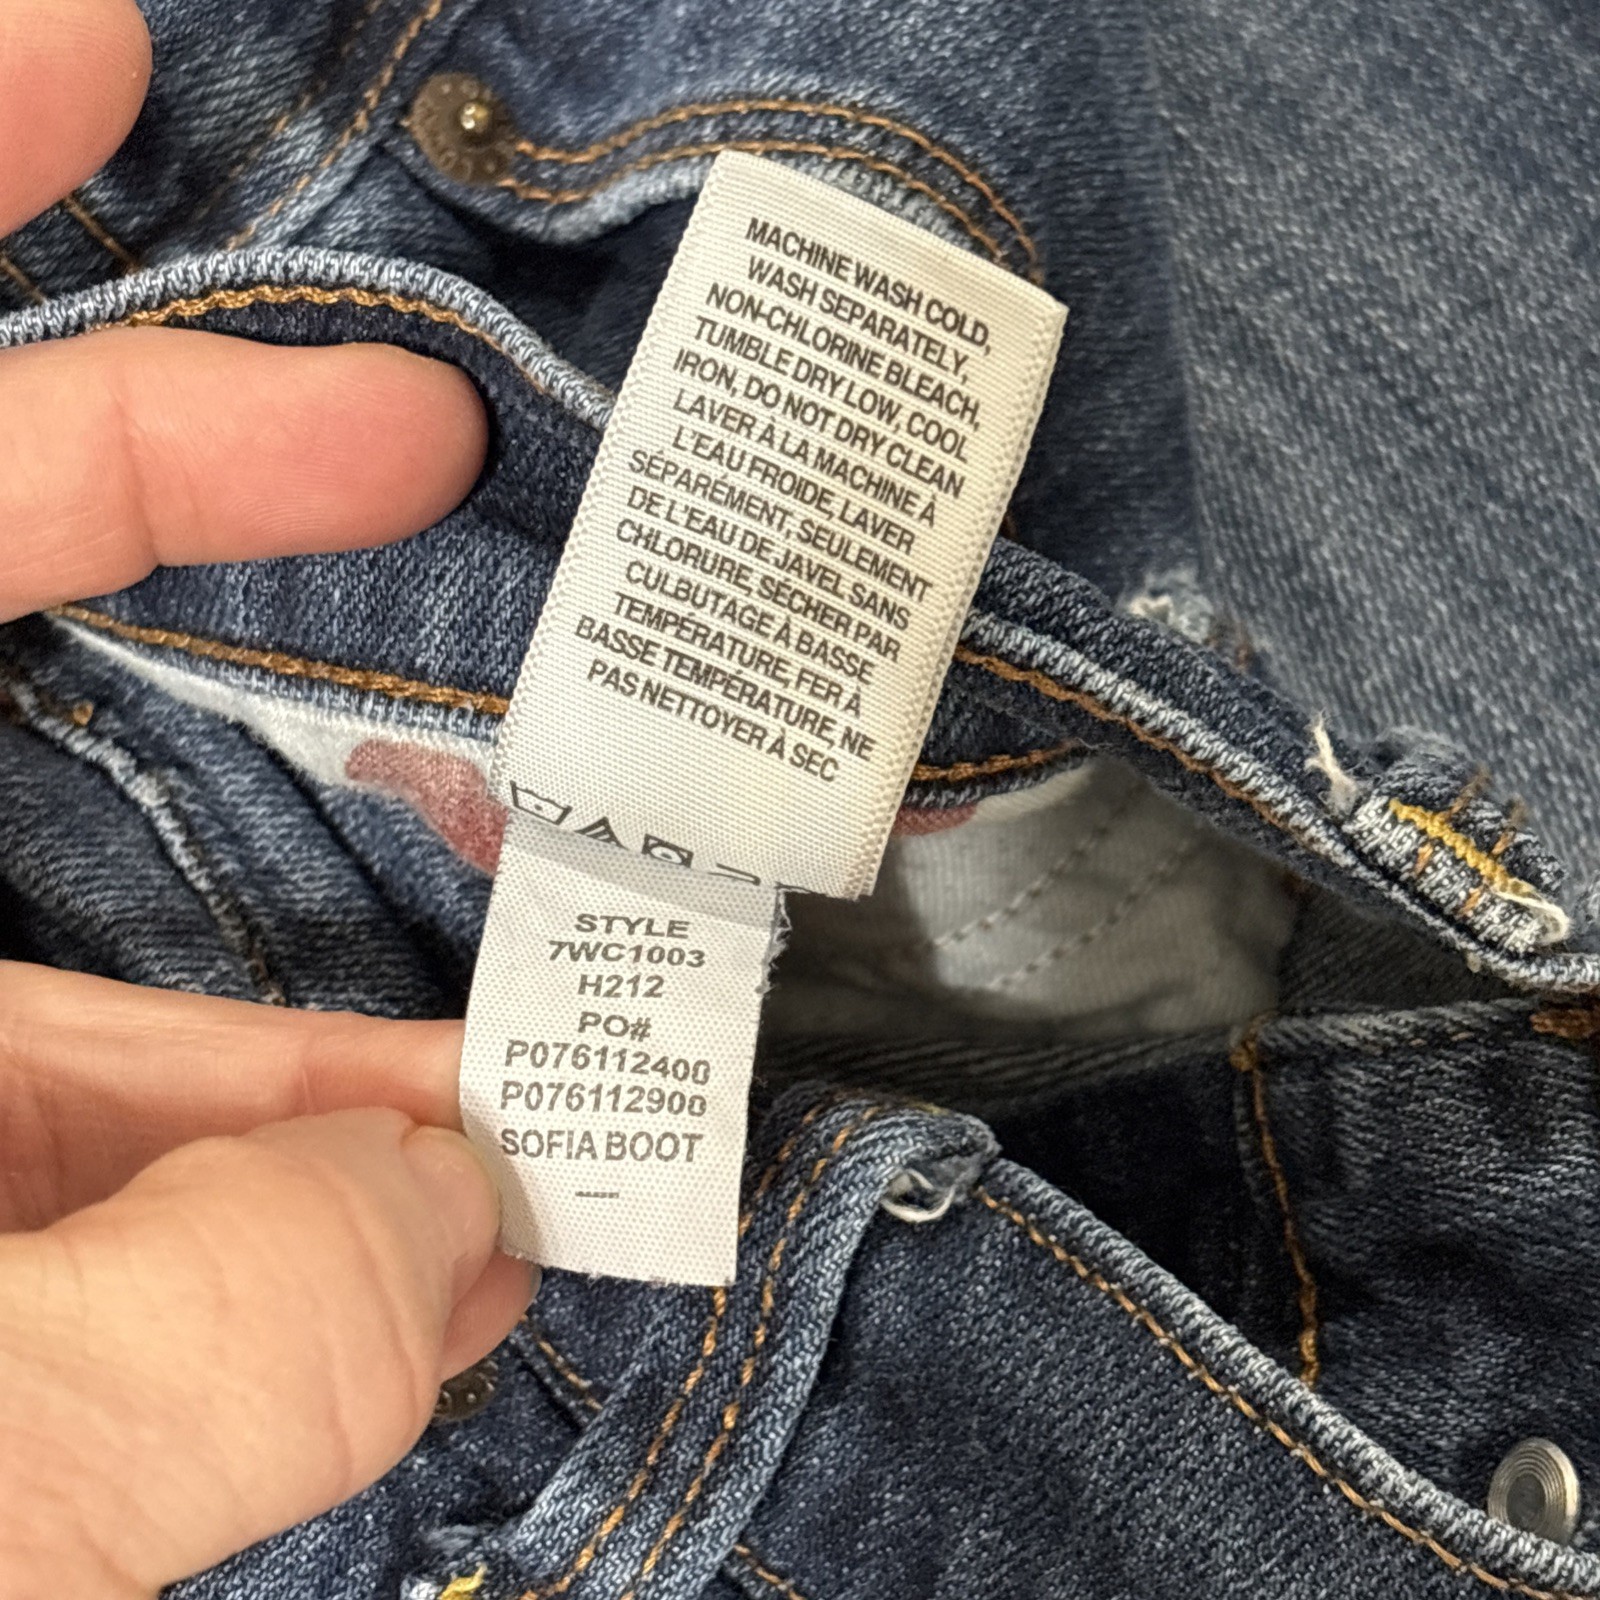 MACHINE WASH COLD,
WASH SEPARATELY,
NON-CHLORINE BLEACH,
TUMBLE DRY LOW, COOL
IRON, DO NOT DRY CLEAN
LAVER À LA MACHINE À
L'EAU FROIDE, LAVER
SÉPARÉMENT, SEULEMENT
DE L'EAU DE JAVEL SANS
CHLORURE, SÉCHER PAR
CULBUTAGE À BASSE
TEMPÉRATURE, FER À
BASSE TEMPÉRATURE, NE
PAS NETTOYER À SEC
STYLE
7WC1003
H212
PO#
P076112400
P076112900
SOFIA BOOT